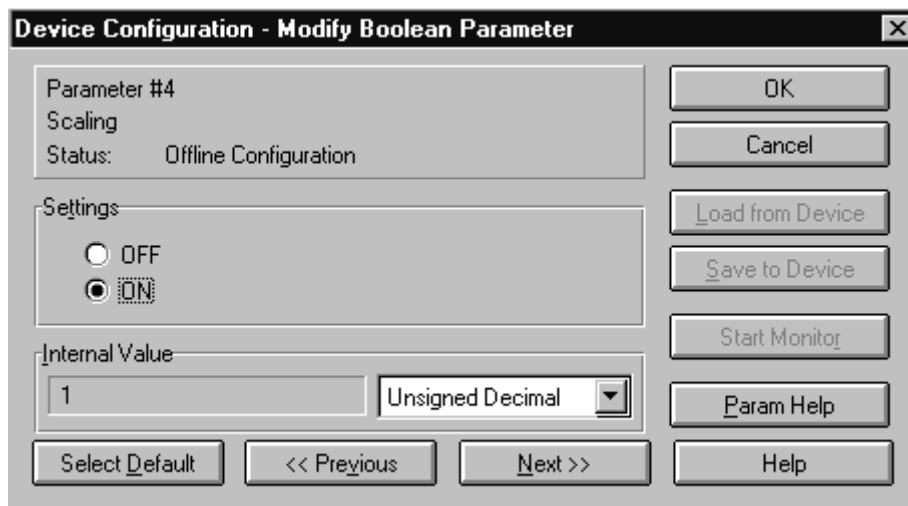 Device Configuration - Modify Boolean Parameter
Parameter #4
Scaling
Status: Offline Configuration
OK
Cancel
Settings
OFF
ON
Load from Device
Save to Device
Start Monitor
Internal Value
1
Unsigned Decimal
Param Help
Select Default
<< Previous
Next >>
Help